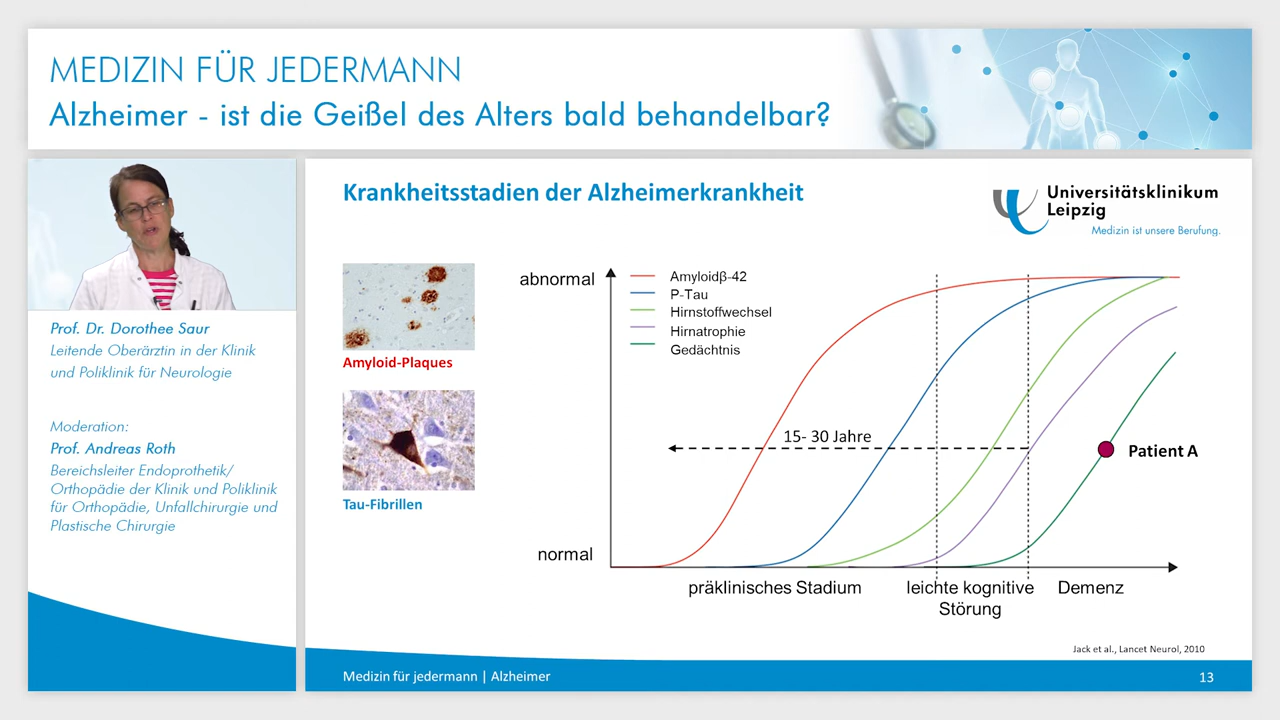 MEDIZIN FÜR JEDERMANN
Alzheimer - ist die Geißel des Alters bald behandelbar?
Prof. Dr. Dorothee Saur
Leitende Oberärztin in der Klinik
und Poliklinik für Neurologie
Moderation:
Prof. Andreas Roth
Bereichsleiter Endoprothetik/
Orthopädie der Klinik und Poliklinik
für Orthopädie, Unfallchirurgie und
Plastische Chirurgie
Krankheitsstadien der Alzheimerkrankheit
Universitätsklinikum
Leipzig
Medizin ist unsere Berufung.
Amyloid-Plaques
Tau-Fibrillen
abnormal
Amyloidβ-42
P-Tau
Hirnstoffwechsel
Hirnatrophie
Gedächtnis
15- 30 Jahre
Patient A
normal
präklinisches Stadium
leichte kognitive
Störung
Demenz
Jack et al., Lancet Neurol, 2010
Medizin für jedermann | Alzheimer
13